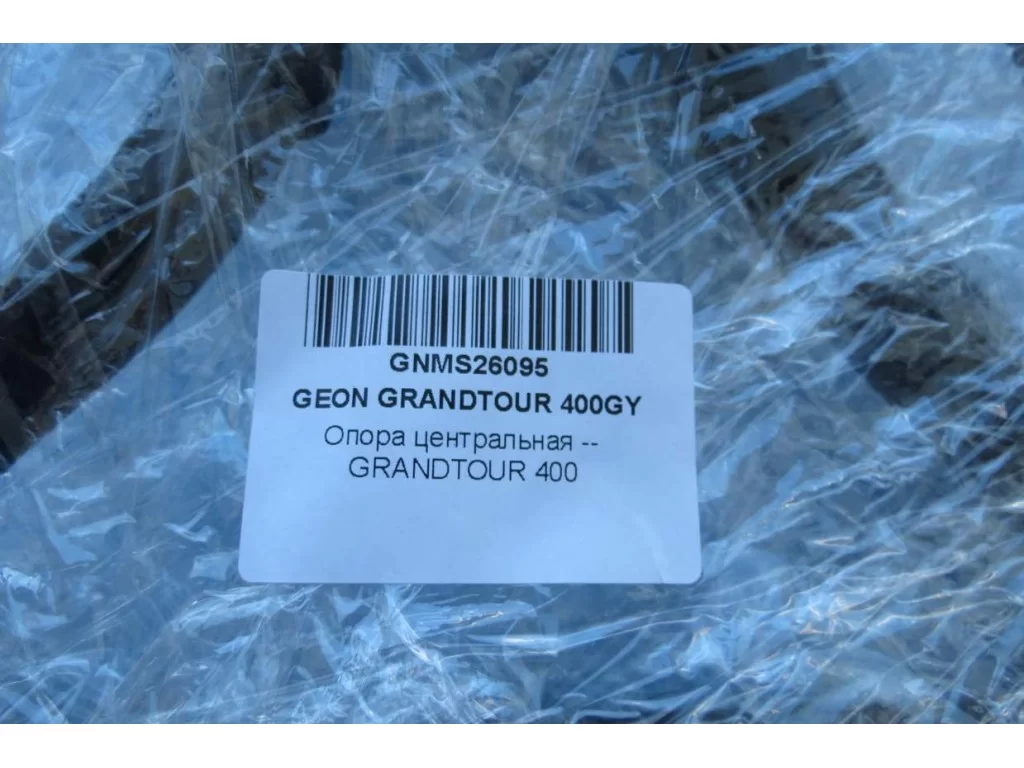 GNMS26095
GEON GRANDTOUR 400GY
Опора центральная --
GRANDTOUR 400